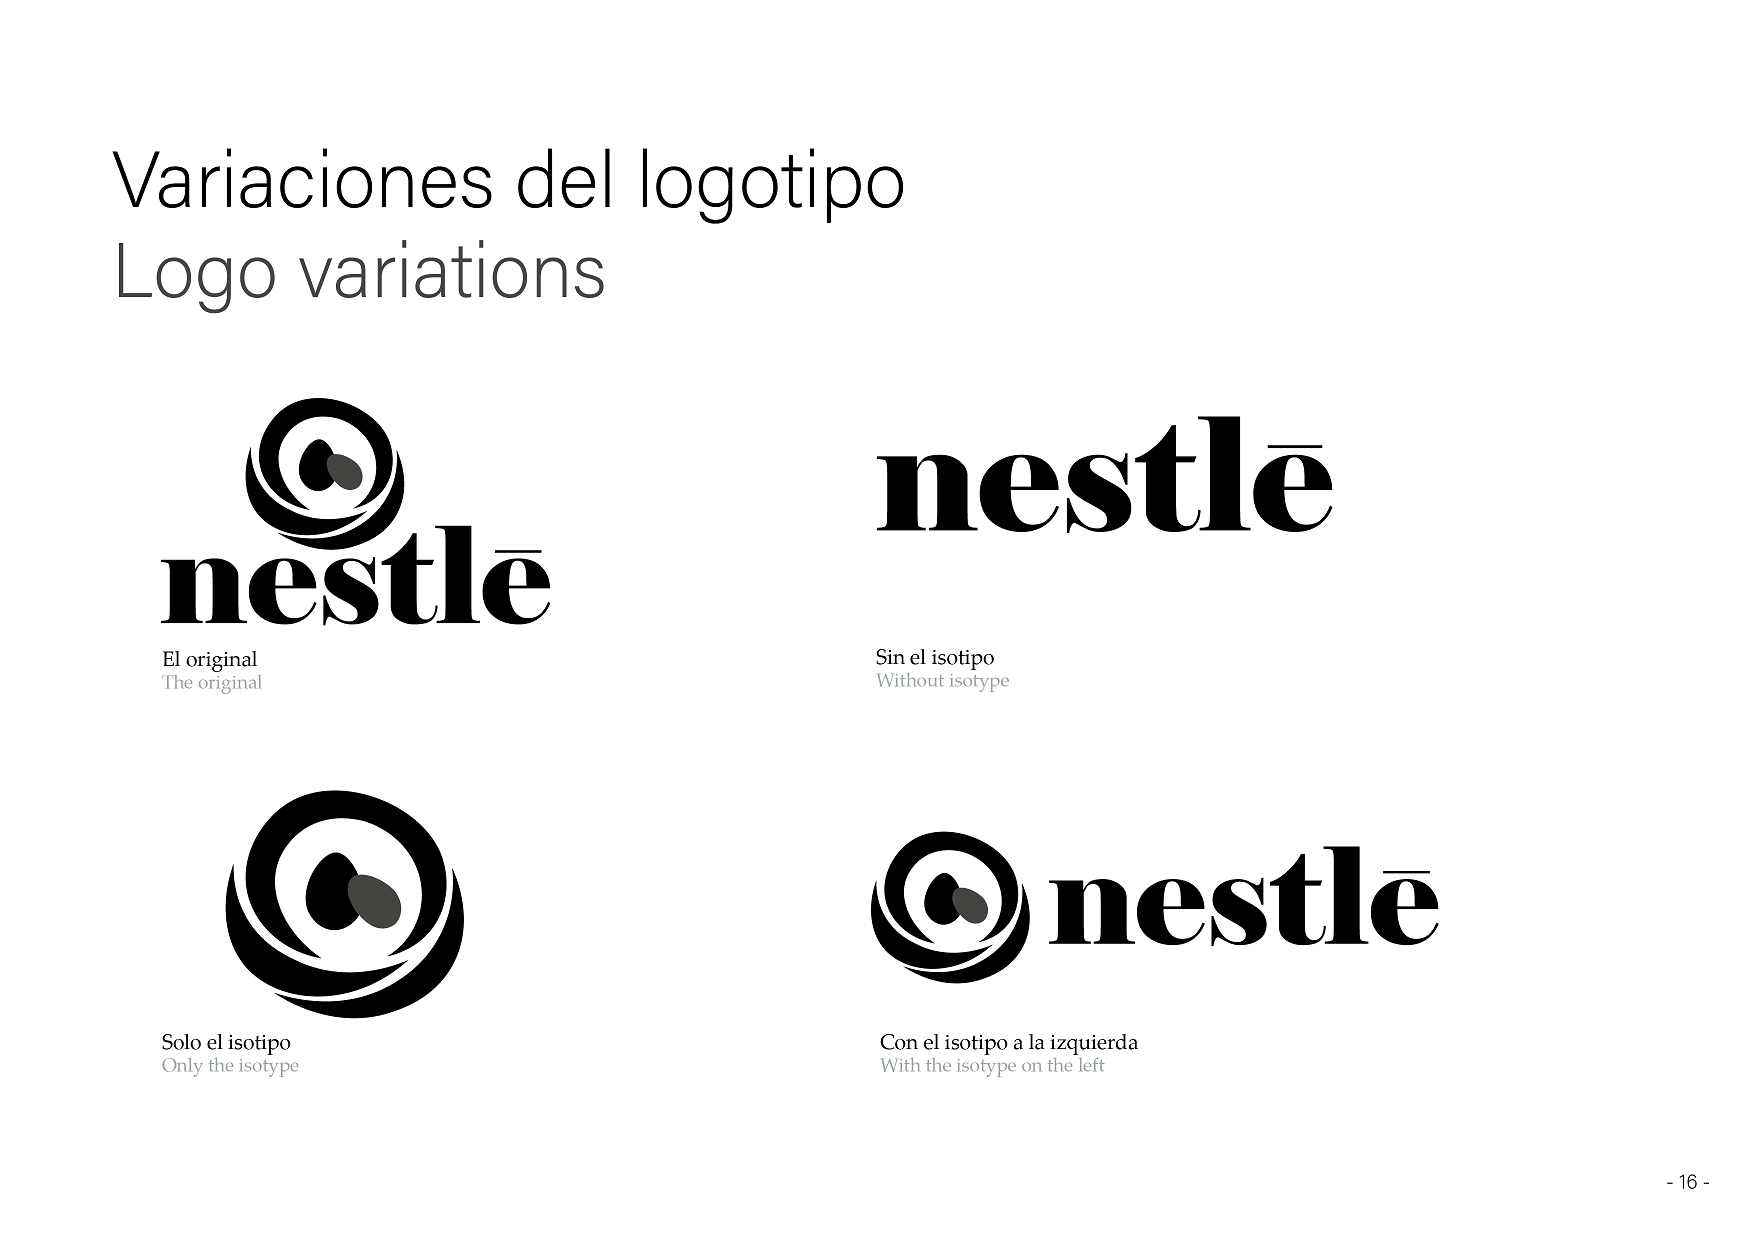 Variaciones del logotipo
Logo variations
nestlē
El original
The original
nestlē
Sin el isotipo
Without isotype
Solo el isotipo
Only the isotype
nestlē
Con el isotipo a la izquierda
With the isotype on the left
- 16 -